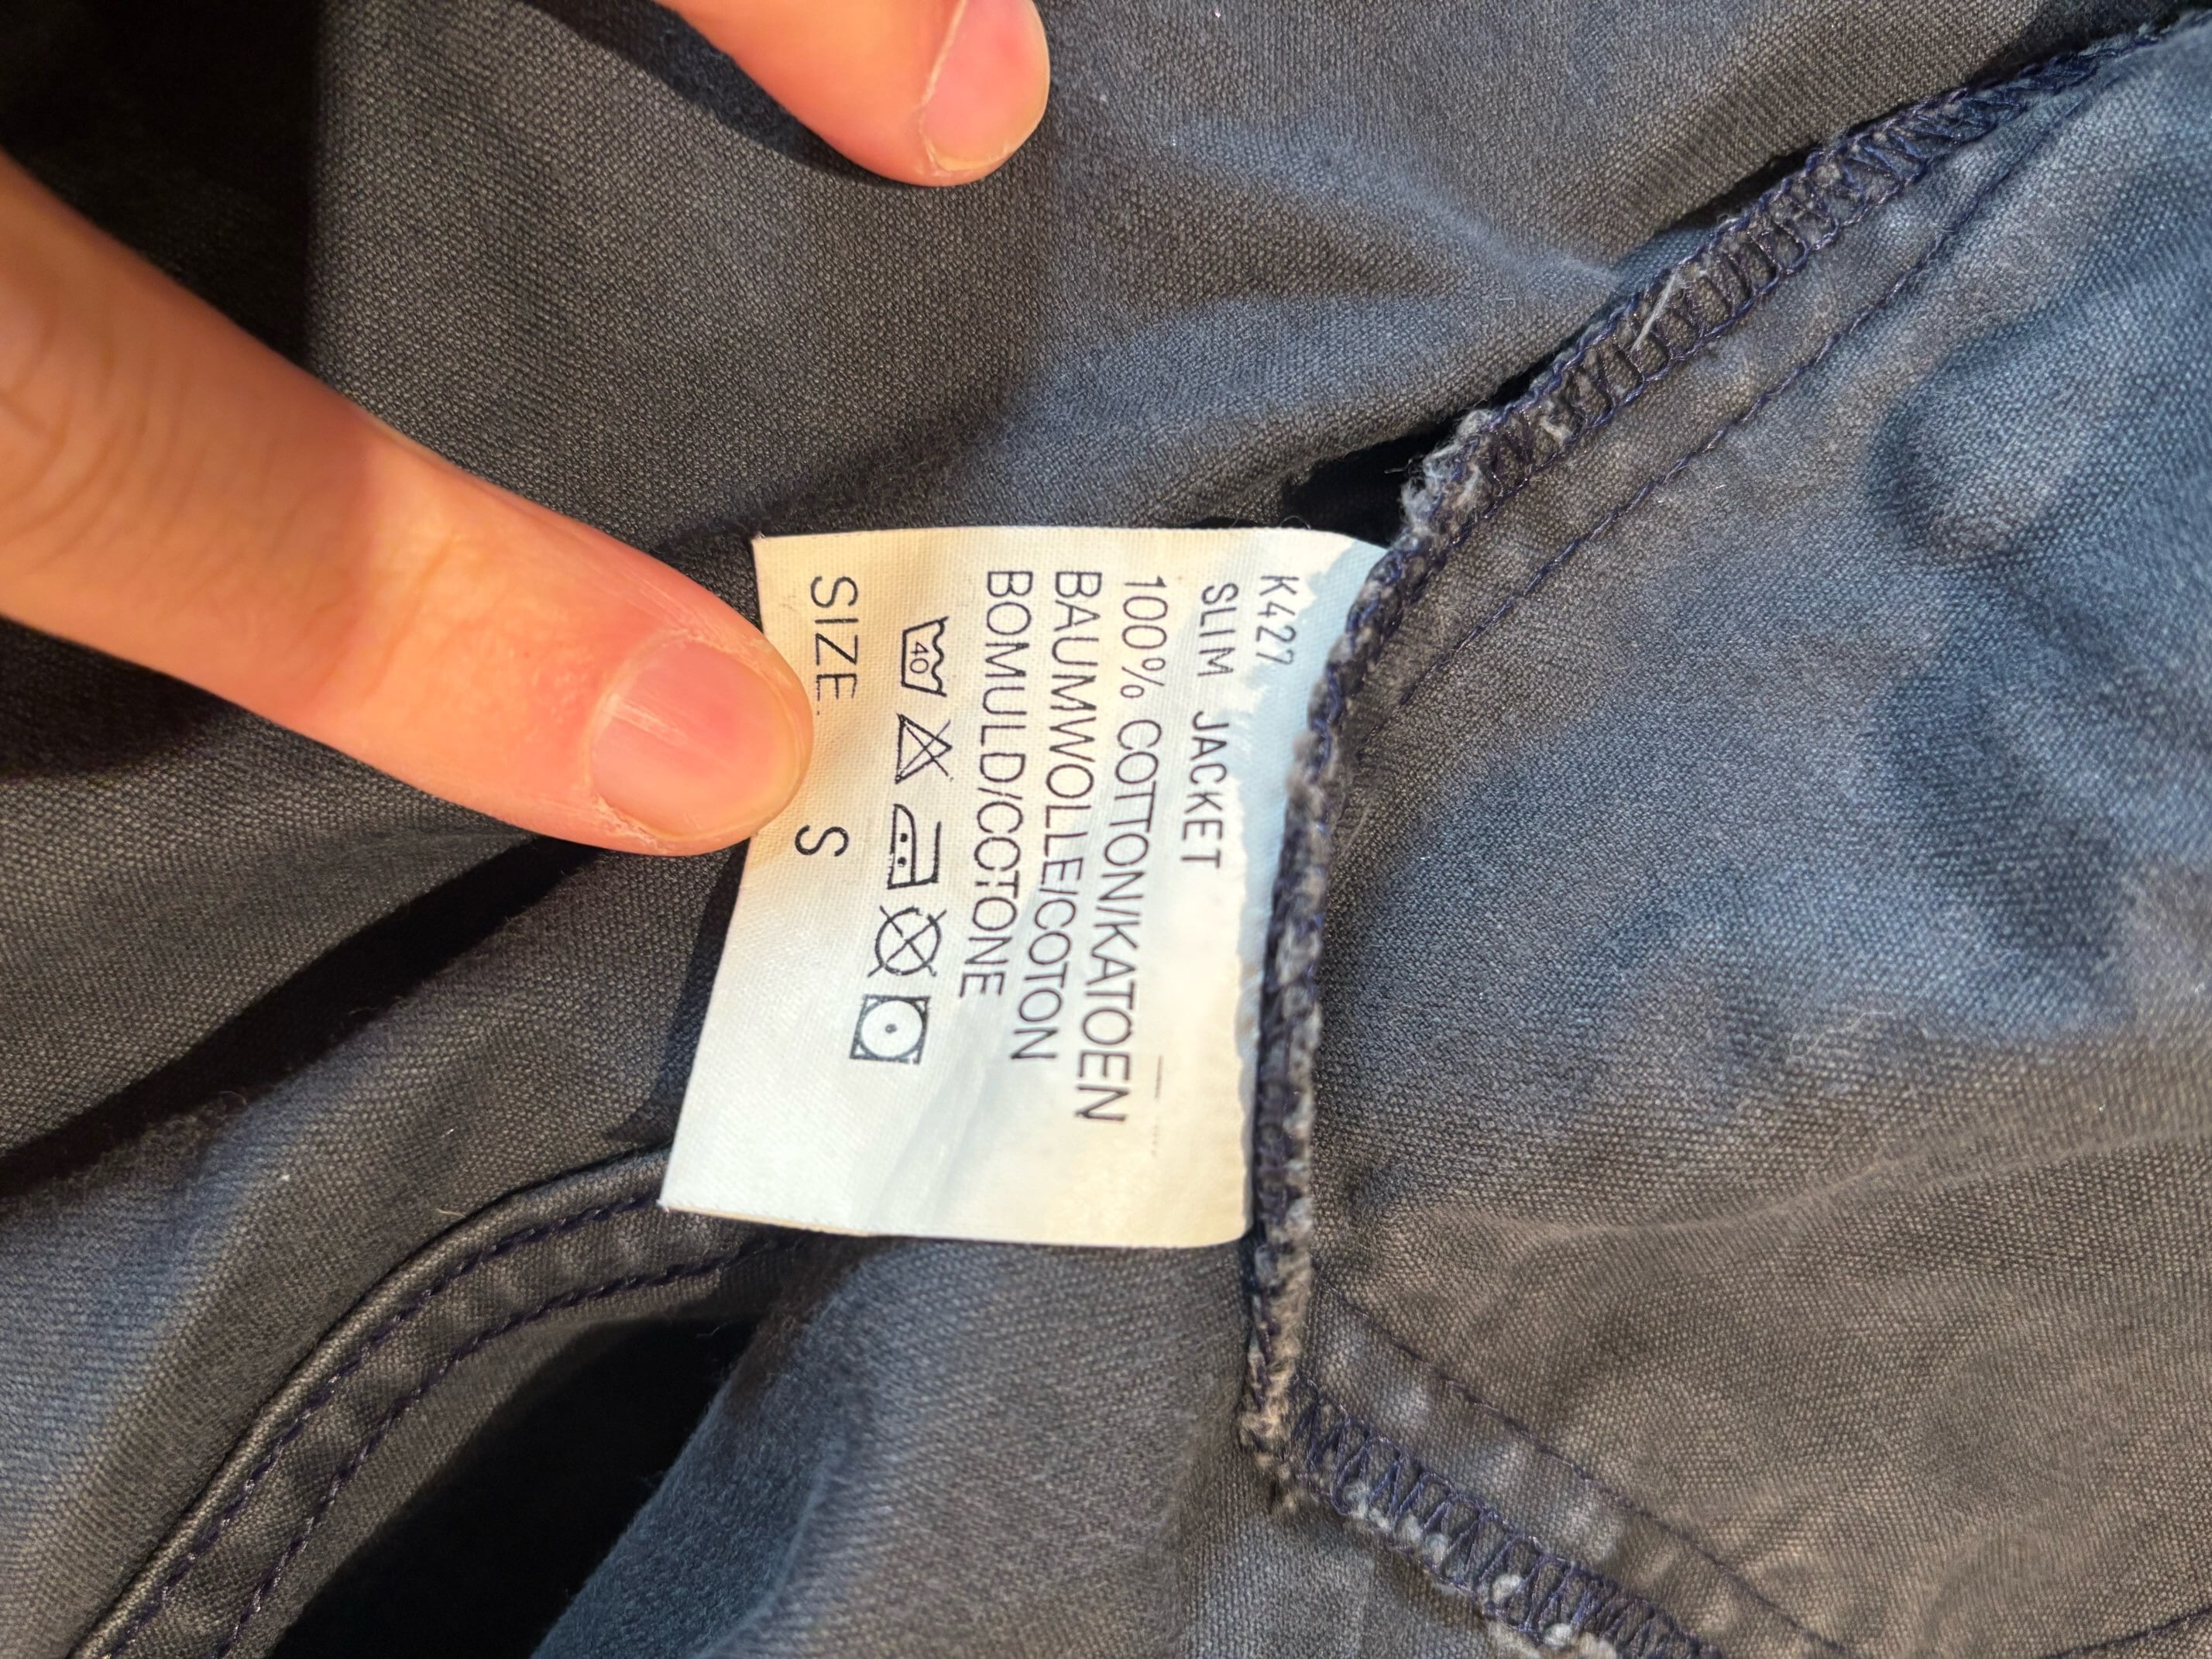 K427
SLIM JACKET
100% COTTON/KATOEN
BAUMWOLLE/COTON
BOMULD/COTONE
40
SIZE. S